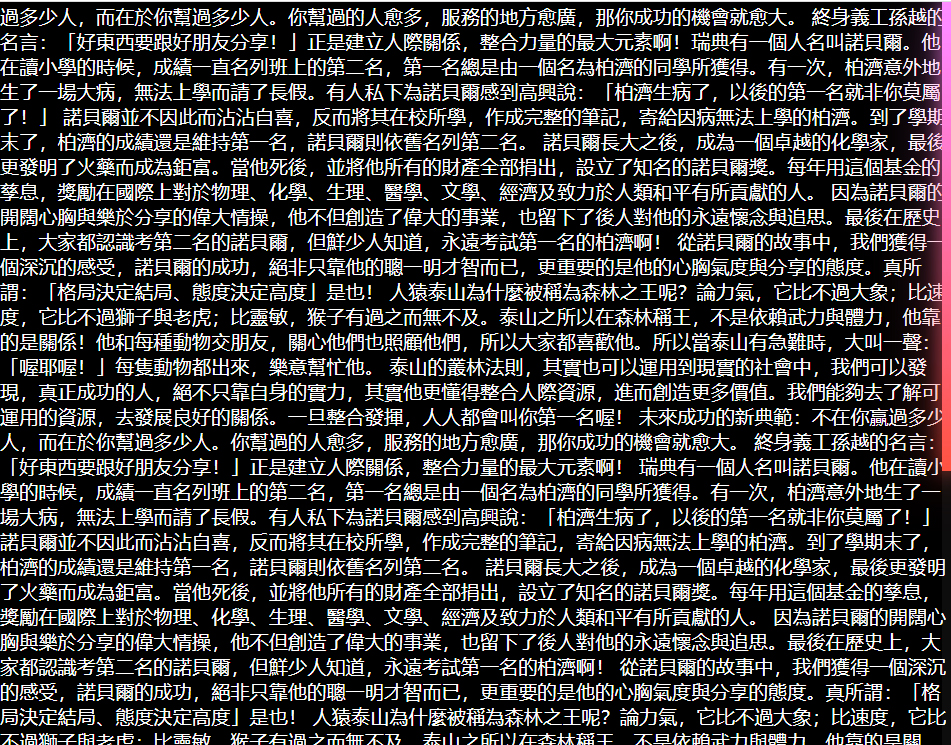 過多少人，而在於你幫過多少人。你幫過的人愈多，服務的地方愈廣，那你成功的機會就愈大。 終身義工孫越的
名言：「好東西要跟好朋友分享！」正是建立人際關係，整合力量的最大元素啊！瑞典有一個人名叫諾貝爾。他
在讀小學的時候，成績一直名列班上的第二名，第一名總是由一個名為柏濟的同學所獲得。有一次，柏濟意外地
生了一場大病，無法上學而請了長假。有人私下為諾貝爾感到高興說：「柏濟生病了，以後的第一名就非你莫屬
了！」 諾貝爾並不因此而沾沾自喜，反而將其在校所學，作成完整的筆記，寄給因病無法上學的柏濟。到了學期
末了，柏濟的成績還是維持第一名，諾貝爾則依舊名列第二名。 諾貝爾長大之後，成為一個卓越的化學家，最後
更發明了火藥而成為鉅富。當他死後，並將他所有的財產全部捐出，設立了知名的諾貝爾獎。每年用這個基金的
孳息，獎勵在國際上對於物理、化學、生理、醫學、文學、經濟及致力於人類和平有所貢獻的人。 因為諾貝爾的
開闊心胸與樂於分享的偉大情操，他不但創造了偉大的事業，也留下了後人對他的永遠懷念與追思。最後在歷史
上，大家都認識考第二名的諾貝爾，但鮮少人知道，永遠考試第一名的柏濟啊！ 從諾貝爾的故事中，我們獲得一
個深沉的感受，諾貝爾的成功，絕非只靠他的聰一明才智而已，更重要的是他的心胸氣度與分享的態度。真所
謂：「格局決定結局、態度決定高度」是也！ 人猿泰山為什麼被稱為森林之王呢？論力氣，它比不過大象；比速
度，它比不過獅子與老虎；比靈敏，猴子有過之而無不及。泰山之所以在森林稱王，不是依賴武力與體力，他靠
的是關係！他和每種動物交朋友，關心他們也照顧他們，所以大家都喜歡他。所以當泰山有急難時，大叫一聲：
「喔耶喔！」每隻動物都出來，樂意幫忙他。 泰山的叢林法則，其實也可以運用到現實的社會中，我們可以發
現，真正成功的人，絕不只靠自身的實力，其實他更懂得整合人際資源，進而創造更多價值。我們能夠去了解可
運用的資源，去發展良好的關係。一旦整合發揮，人人都會叫你第一名喔！ 未來成功的新典範：不在你贏過多少
人，而在於你幫過多少人。你幫過的人愈多，服務的地方愈廣，那你成功的機會就愈大。 終身義工孫越的名言：
「好東西要跟好朋友分享！」正是建立人際關係，整合力量的最大元素啊！ 瑞典有一個人名叫諾貝爾。他在讀小
學的時候，成績一直名列班上的第二名，第一名總是由一個名為柏濟的同學所獲得。有一次，柏濟意外地生了一
場大病，無法上學而請了長假。有人私下為諾貝爾感到高興說：「柏濟生病了，以後的第一名就非你莫屬了！」
諾貝爾並不因此而沾沾自喜，反而將其在校所學，作成完整的筆記，寄給因病無法上學的柏濟。到了學期末了，
柏濟的成績還是維持第一名，諾貝爾則依舊名列第二名。 諾貝爾長大之後，成為一個卓越的化學家，最後更發明
了火藥而成為鉅富。當他死後，並將他所有的財產全部捐出，設立了知名的諾貝爾獎。每年用這個基金的孳息，
獎勵在國際上對於物理、化學、生理、醫學、文學、經濟及致力於人類和平有所貢獻的人。 因為諾貝爾的開闊心
胸與樂於分享的偉大情操，他不但創造了偉大的事業，也留下了後人對他的永遠懷念與追思。最後在歷史上，大
家都認識考第二名的諾貝爾，但鮮少人知道，永遠考試第一名的柏濟啊！ 從諾貝爾的故事中，我們獲得一個深沉
的感受，諾貝爾的成功，絕非只靠他的聰一明才智而已，更重要的是他的心胸氣度與分享的態度。真所謂：「格
局決定結局、態度決定高度」是也！ 人猿泰山為什麼被稱為森林之王呢？論力氣，它比不過大象；比速度，它比
不過獅子與老虎；比靈敏，猴子有過之而無不及。泰山之所以在森林稱王，不是依賴武力與體力，他靠的是關